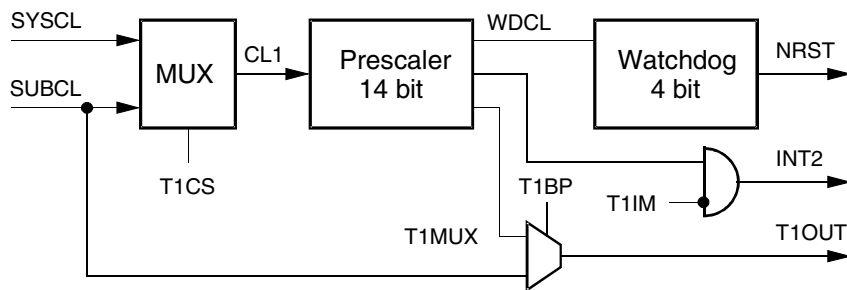 SYSCL
SUBCL
MUX
T1CS
CL1
Prescaler
14 bit
WDCL
Watchdog
4 bit
NRST
INT2
T1IM
T1BP
T1MUX
T1OUT